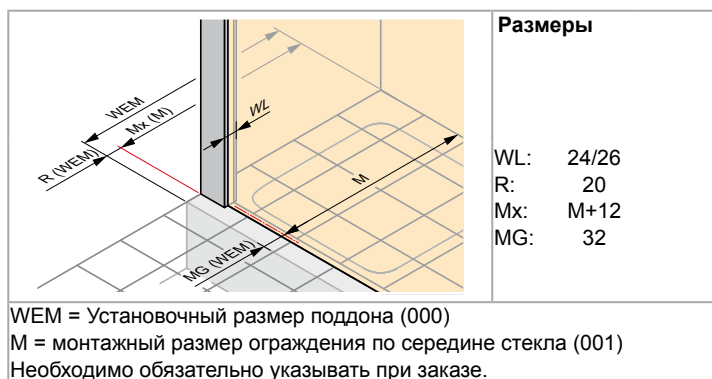 Размеры
WEM
Mx (M)
R (WEM)
WL
M
MG (WEM)
WL: 24/26
R: 20
Mx: M+12
MG: 32
WEM = Установочный размер поддона (000)
M = монтажный размер ограждения по середине стекла (001)
Необходимо обязательно указывать при заказе.